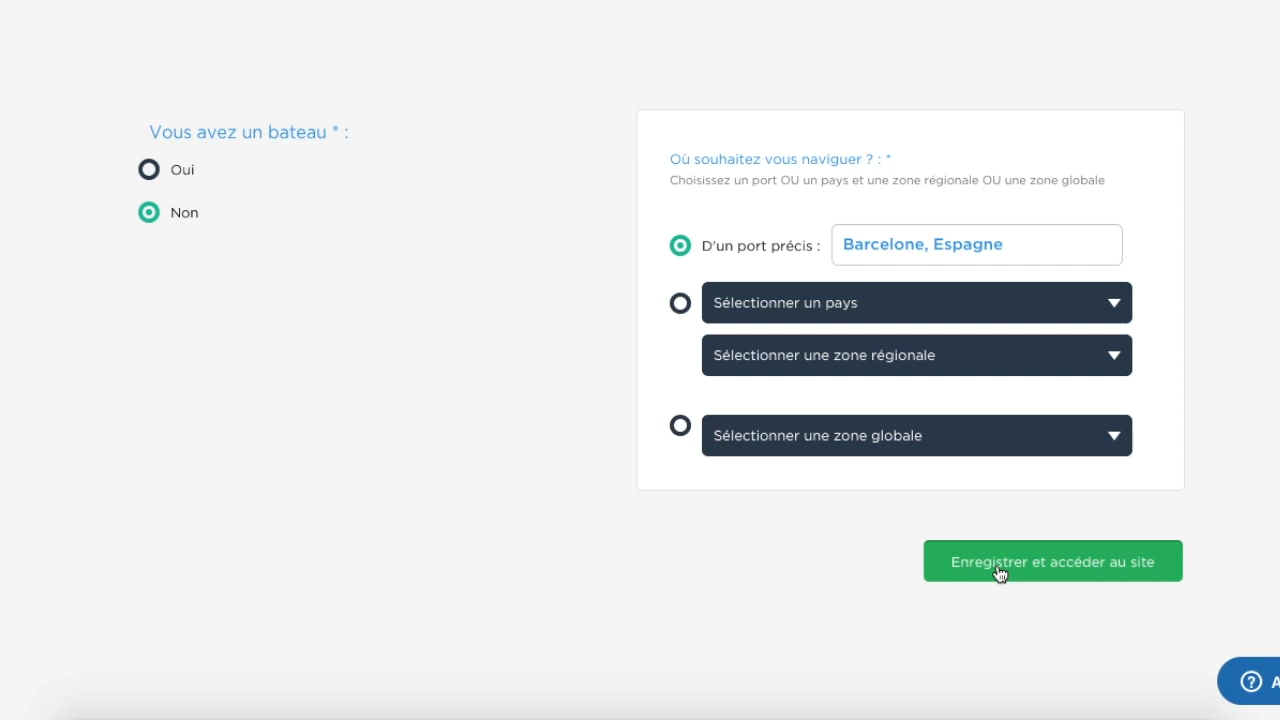 Vous avez un bateau * :
Oui
Non
Où souhaitez vous naviguer ? : *
Choisissez un port OU un pays et une zone régionale OU une zone globale
D'un port précis :
Barcelone, Espagne
Sélectionner un pays
Sélectionner une zone régionale
Sélectionner une zone globale
Enregistrer et accéder au site
? A